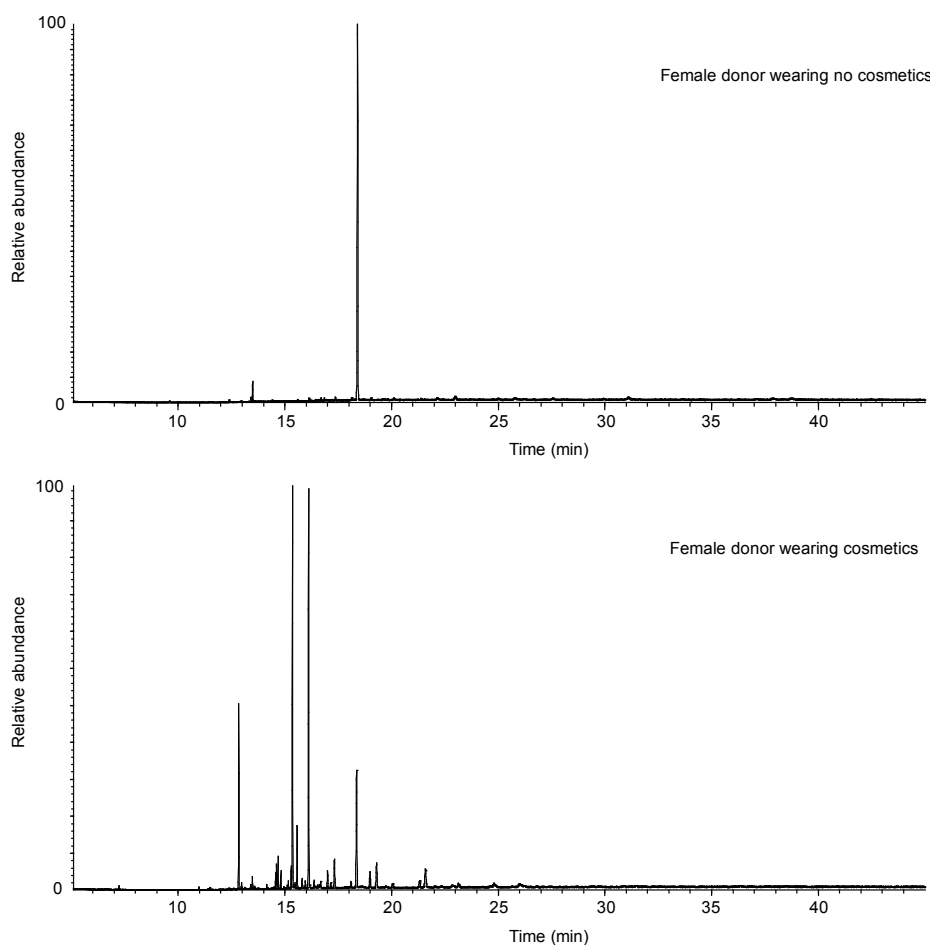 100
Female donor wearing no cosmetics
Relative abundance
0
10 15 20 25 30 35 40
Time (min)
100
Female donor wearing cosmetics
Relative abundance
0
10 15 20 25 30 35 40
Time (min)